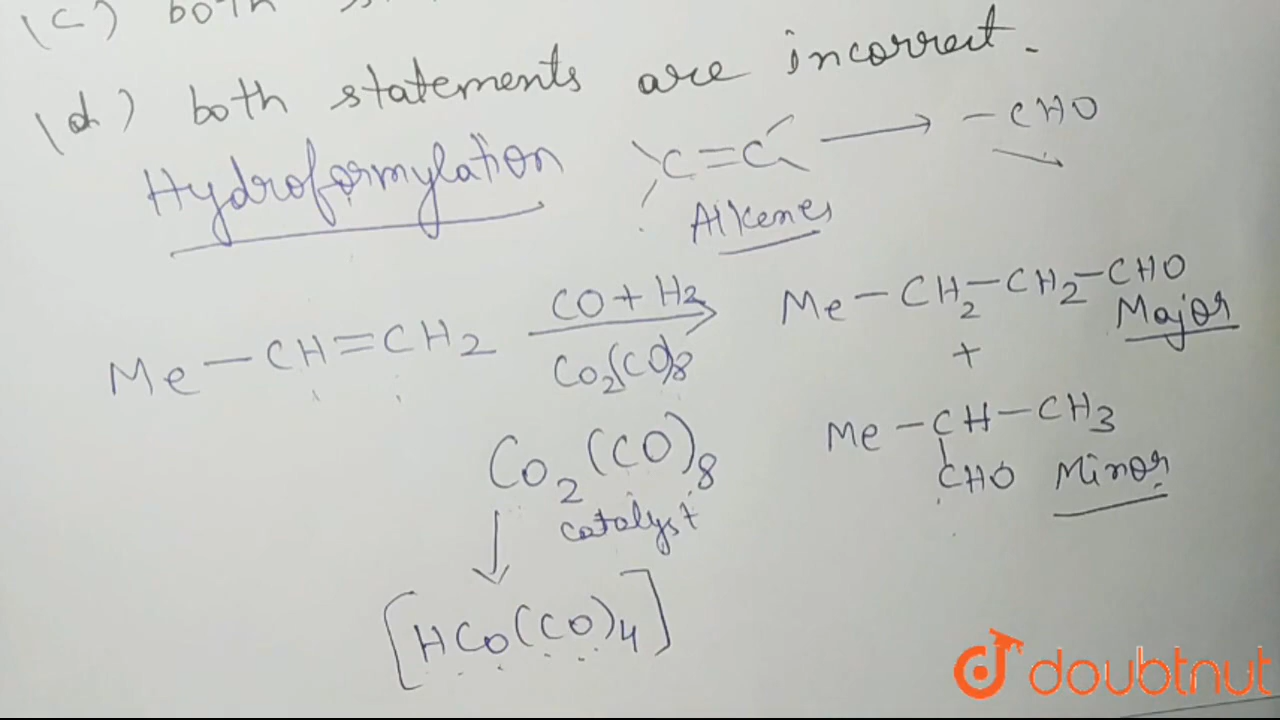 (c) both
(d) both statements are incorrect.
Hydroformylation C=C ⟶ -CHO
Alkenes
Me-CH=CH2 CO+H2 Me-CH2-CH2-CHO
Co2(CO)8 Major
+
Me-CH-CH3
CHO Minor
Co2(CO)8
catalyst
↓
[HCo(CO)4]
doubtnut